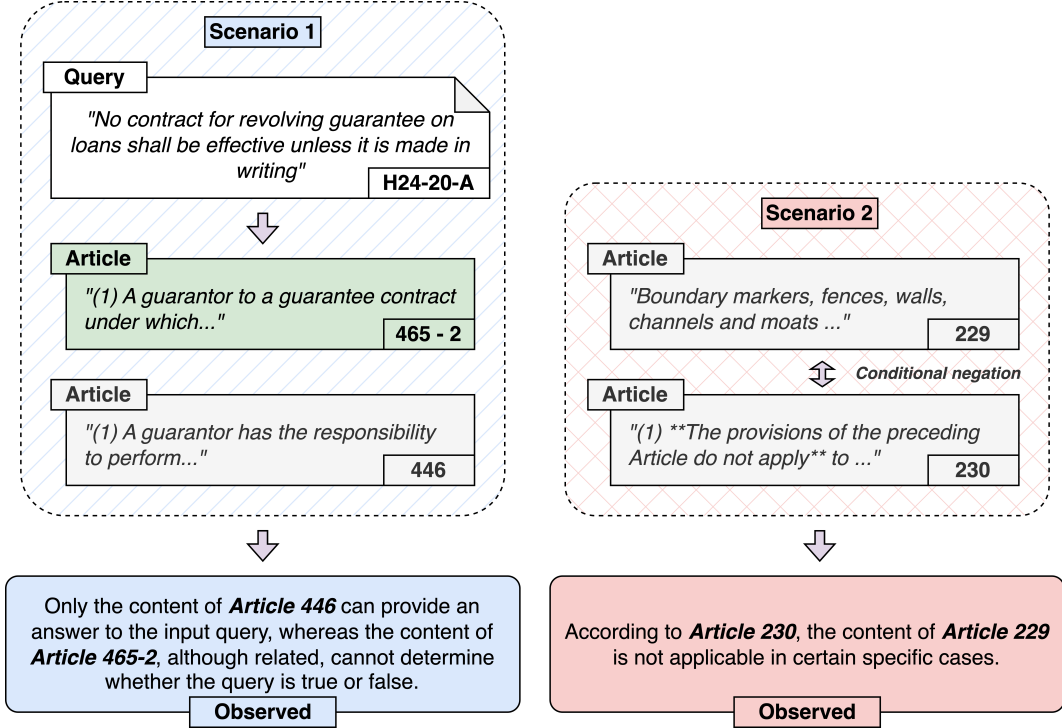 Scenario 1
Query
"No contract for revolving guarantee on
loans shall be effective unless it is made in
writing"
H24-20-A
Article
"(1) A guarantor to a guarantee contract
under which..."
465 - 2
Article
"(1) A guarantor has the responsibility
to perform..."
446
Only the content of Article 446 can provide an
answer to the input query, whereas the content of
Article 465-2, although related, cannot determine
whether the query is true or false.
Observed
Scenario 2
Article
"Boundary markers, fences, walls,
channels and moats ..."
229
Conditional negation
Article
"(1) **The provisions of the preceding
Article do not apply** to ..."
230
According to Article 230, the content of Article 229
is not applicable in certain specific cases.
Observed